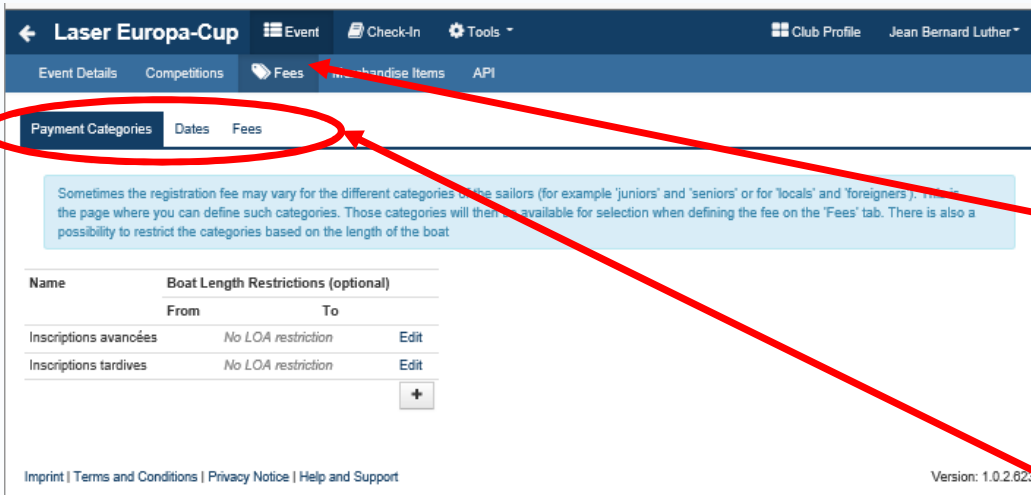 Laser Europa-Cup Event Check-In Tools Club Profile Jean Bernard Luther
Event Details Competitions Fees Merchandise Items API
Payment Categories Dates Fees
Sometimes the registration fee may vary for the different categories of the sailors (for example 'juniors' and 'seniors' or for 'locals' and 'foreigners'). This is
the page where you can define such categories. Those categories will then be available for selection when defining the fee on the 'Fees' tab. There is also a
possibility to restrict the categories based on the length of the boat
Name Boat Length Restrictions (optional)
From To
Inscriptions avancées No LOA restriction Edit
Inscriptions tardives No LOA restriction Edit
+
Imprint | Terms and Conditions | Privacy Notice | Help and Support Version: 1.0.2.623